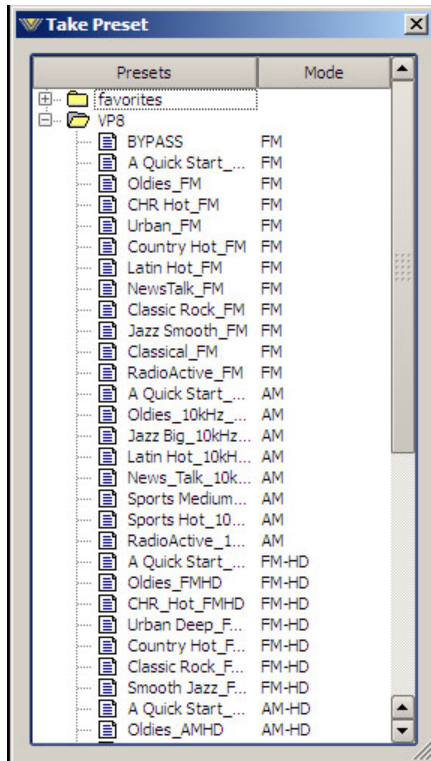 Take Preset
Presets Mode
favorites
VP8
BYPASS FM
A Quick Start_... FM
Oldies_FM FM
CHR Hot_FM FM
Urban_FM FM
Country Hot_FM FM
Latin Hot_FM FM
NewsTalk_FM FM
Classic Rock_FM FM
Jazz Smooth_FM FM
Classical_FM FM
RadioActive_FM FM
A Quick Start_... AM
Oldies_10kHz_... AM
Jazz Big_10kHz... AM
Latin Hot_10kH... AM
News_Talk_10k... AM
Sports Medium... AM
Sports Hot_10... AM
RadioActive_1... AM
A Quick Start_... FM-HD
Oldies_FMHD FM-HD
CHR_Hot_FMHD FM-HD
Urban Deep_F... FM-HD
Country Hot_F... FM-HD
Classic Rock_F... FM-HD
Smooth Jazz_F... FM-HD
A Quick Start_... AM-HD
Oldies_AMHD AM-HD